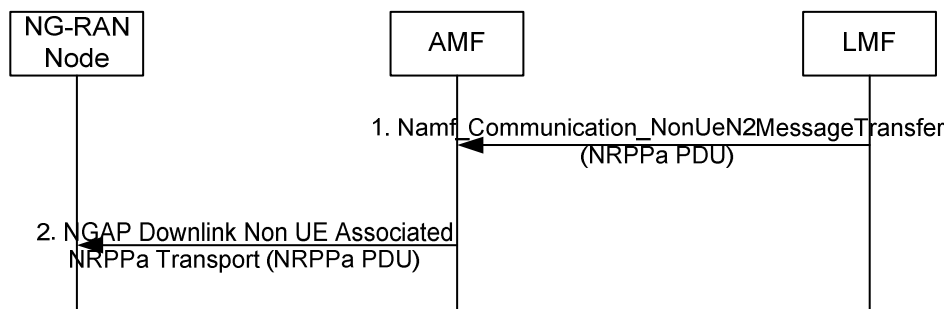 NG-RAN
Node
AMF
LMF
1. Namf_Communication_NonUeN2MessageTransfer
(NRPPa PDU)
2. NGAP Downlink Non UE Associated
NRPPa Transport (NRPPa PDU)